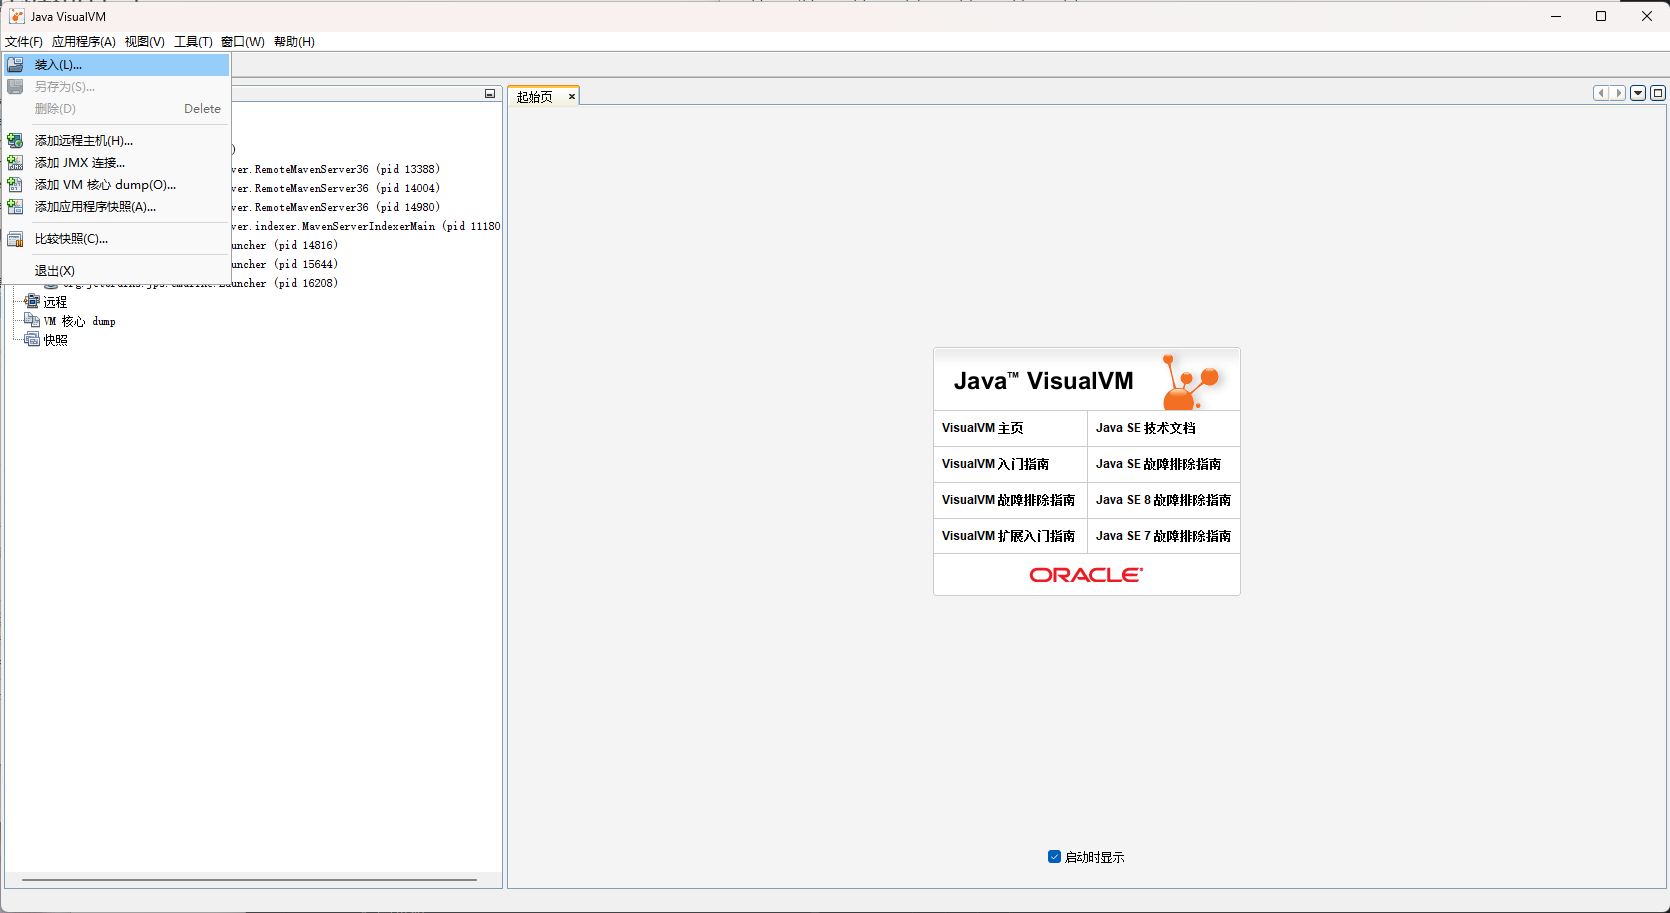 Java VisualVM
文件(F) 应用程序(A) 视图(V) 工具(T) 窗口(W) 帮助(H)
装入(L)...
另存为(S)...
删除(D) Delete
添加远程主机(H)...
添加 JMX 连接...
添加 VM 核心 dump(O)...
添加应用程序快照(A)...
比较快照(C)...
退出(X)
)
ver.RemoteMavenServer36 (pid 13388)
ver.RemoteMavenServer36 (pid 14004)
ver.RemoteMavenServer36 (pid 14980)
ver.indexer.MavenServerIndexerMain (pid 11180
uncher (pid 14816)
uncher (pid 15644)
org.jetbrains.jps.cmdline.Launcher (pid 16208)
远程
VM 核心 dump
快照
起始页
Java™ VisualVM
VisualVM 主页
Java SE 技术文档
VisualVM 入门指南
Java SE 故障排除指南
VisualVM 故障排除指南
Java SE 8 故障排除指南
VisualVM 扩展入门指南
Java SE 7 故障排除指南
ORACLE
启动时显示